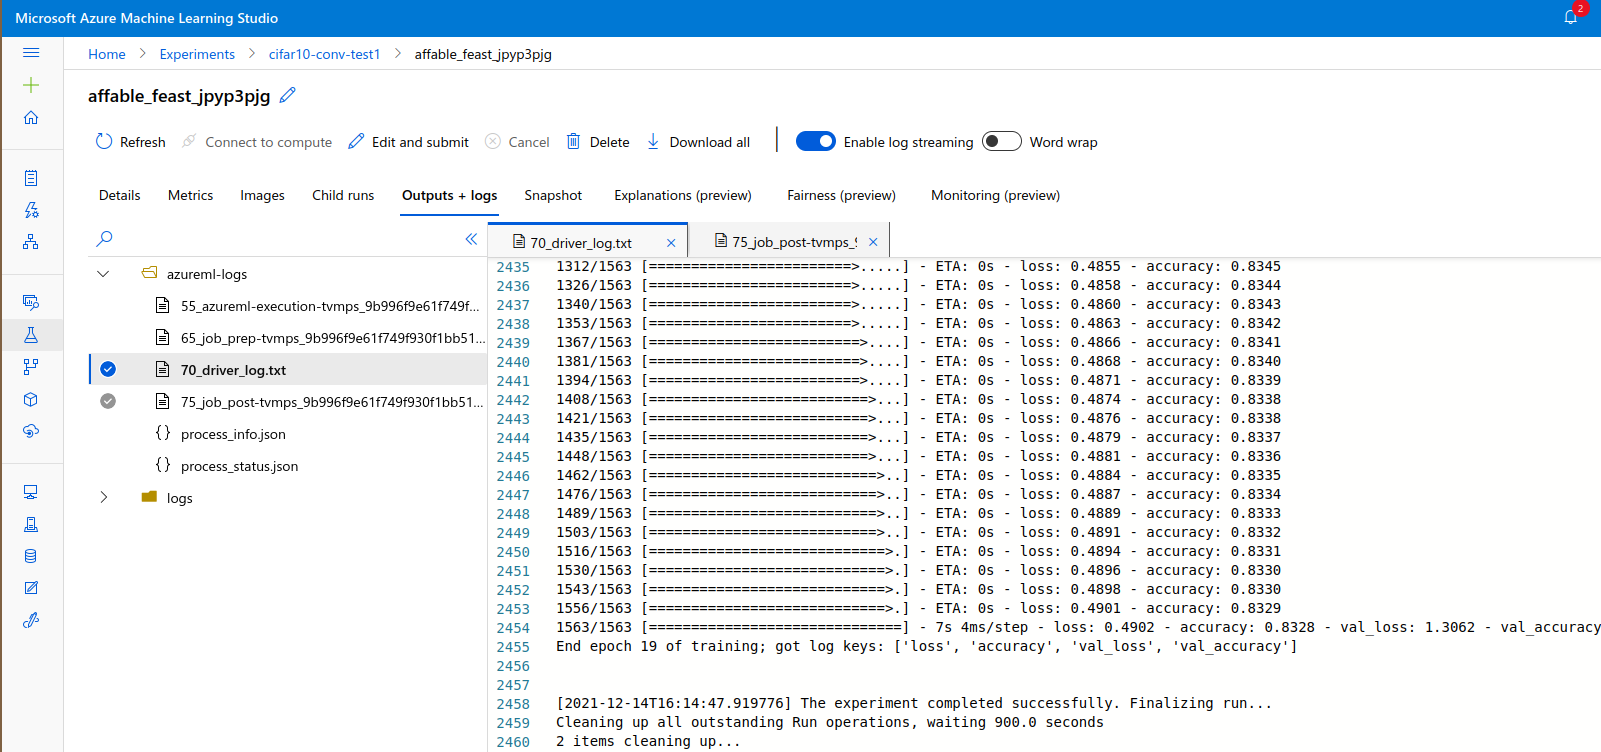 Microsoft Azure Machine Learning Studio
2
Home > Experiments > cifar10-conv-test1 > affable_feast_jpyp3pjg
affable_feast_jpyp3pjg
Refresh Connect to compute Edit and submit Cancel Delete Download all Enable log streaming Word wrap
Details Metrics Images Child runs Outputs + logs Snapshot Explanations (preview) Fairness (preview) Monitoring (preview)
azureml-logs
55_azureml-execution-tvmps_9b996f9e61f749f...
65_job_prep-tvmps_9b996f9e61f749f930f1bb51...
70_driver_log.txt
75_job_post-tvmps_9b996f9e61f749f930f1bb51...
{} process_info.json
{} process_status.json
logs
70_driver_log.txt × 75_job_post-tvmps_9 ×
2435 1312/1563 [========================>.....] - ETA: 0s - loss: 0.4855 - accuracy: 0.8345
2436 1326/1563 [========================>.....] - ETA: 0s - loss: 0.4858 - accuracy: 0.8344
2437 1340/1563 [========================>.....] - ETA: 0s - loss: 0.4860 - accuracy: 0.8343
2438 1353/1563 [========================>.....] - ETA: 0s - loss: 0.4863 - accuracy: 0.8342
2439 1367/1563 [=========================>....] - ETA: 0s - loss: 0.4866 - accuracy: 0.8341
2440 1381/1563 [=========================>....] - ETA: 0s - loss: 0.4868 - accuracy: 0.8340
2441 1394/1563 [=========================>....] - ETA: 0s - loss: 0.4871 - accuracy: 0.8339
2442 1408/1563 [==========================>...] - ETA: 0s - loss: 0.4874 - accuracy: 0.8338
2443 1421/1563 [==========================>...] - ETA: 0s - loss: 0.4876 - accuracy: 0.8338
2444 1435/1563 [==========================>...] - ETA: 0s - loss: 0.4879 - accuracy: 0.8337
2445 1448/1563 [==========================>...] - ETA: 0s - loss: 0.4881 - accuracy: 0.8336
2446 1462/1563 [===========================>..] - ETA: 0s - loss: 0.4884 - accuracy: 0.8335
2447 1476/1563 [===========================>..] - ETA: 0s - loss: 0.4887 - accuracy: 0.8334
2448 1489/1563 [===========================>..] - ETA: 0s - loss: 0.4889 - accuracy: 0.8333
2449 1503/1563 [===========================>..] - ETA: 0s - loss: 0.4891 - accuracy: 0.8332
2450 1516/1563 [============================>.] - ETA: 0s - loss: 0.4894 - accuracy: 0.8331
2451 1530/1563 [============================>.] - ETA: 0s - loss: 0.4896 - accuracy: 0.8330
2452 1543/1563 [============================>.] - ETA: 0s - loss: 0.4898 - accuracy: 0.8330
2453 1556/1563 [============================>.] - ETA: 0s - loss: 0.4901 - accuracy: 0.8329
2454 1563/1563 [==============================] - 7s 4ms/step - loss: 0.4902 - accuracy: 0.8328 - val_loss: 1.3062 - val_accuracy
2455 End epoch 19 of training; got log keys: ['loss', 'accuracy', 'val_loss', 'val_accuracy']
2456
2457
2458 [2021-12-14T16:14:47.919776] The experiment completed successfully. Finalizing run...
2459 Cleaning up all outstanding Run operations, waiting 900.0 seconds
2460 2 items cleaning up...